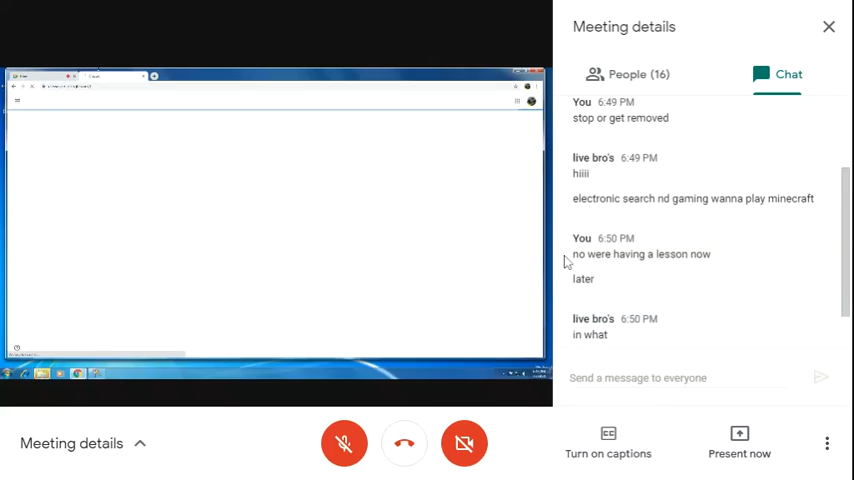 Meeting details
People (16)
Chat
You 6:49 PM
stop or get removed
live bro's 6:49 PM
hiiii
electronic search nd gaming wanna play minecraft
You 6:50 PM
no were having a lesson now
later
live bro's 6:50 PM
in what
Send a message to everyone
Meeting details
Turn on captions
Present now